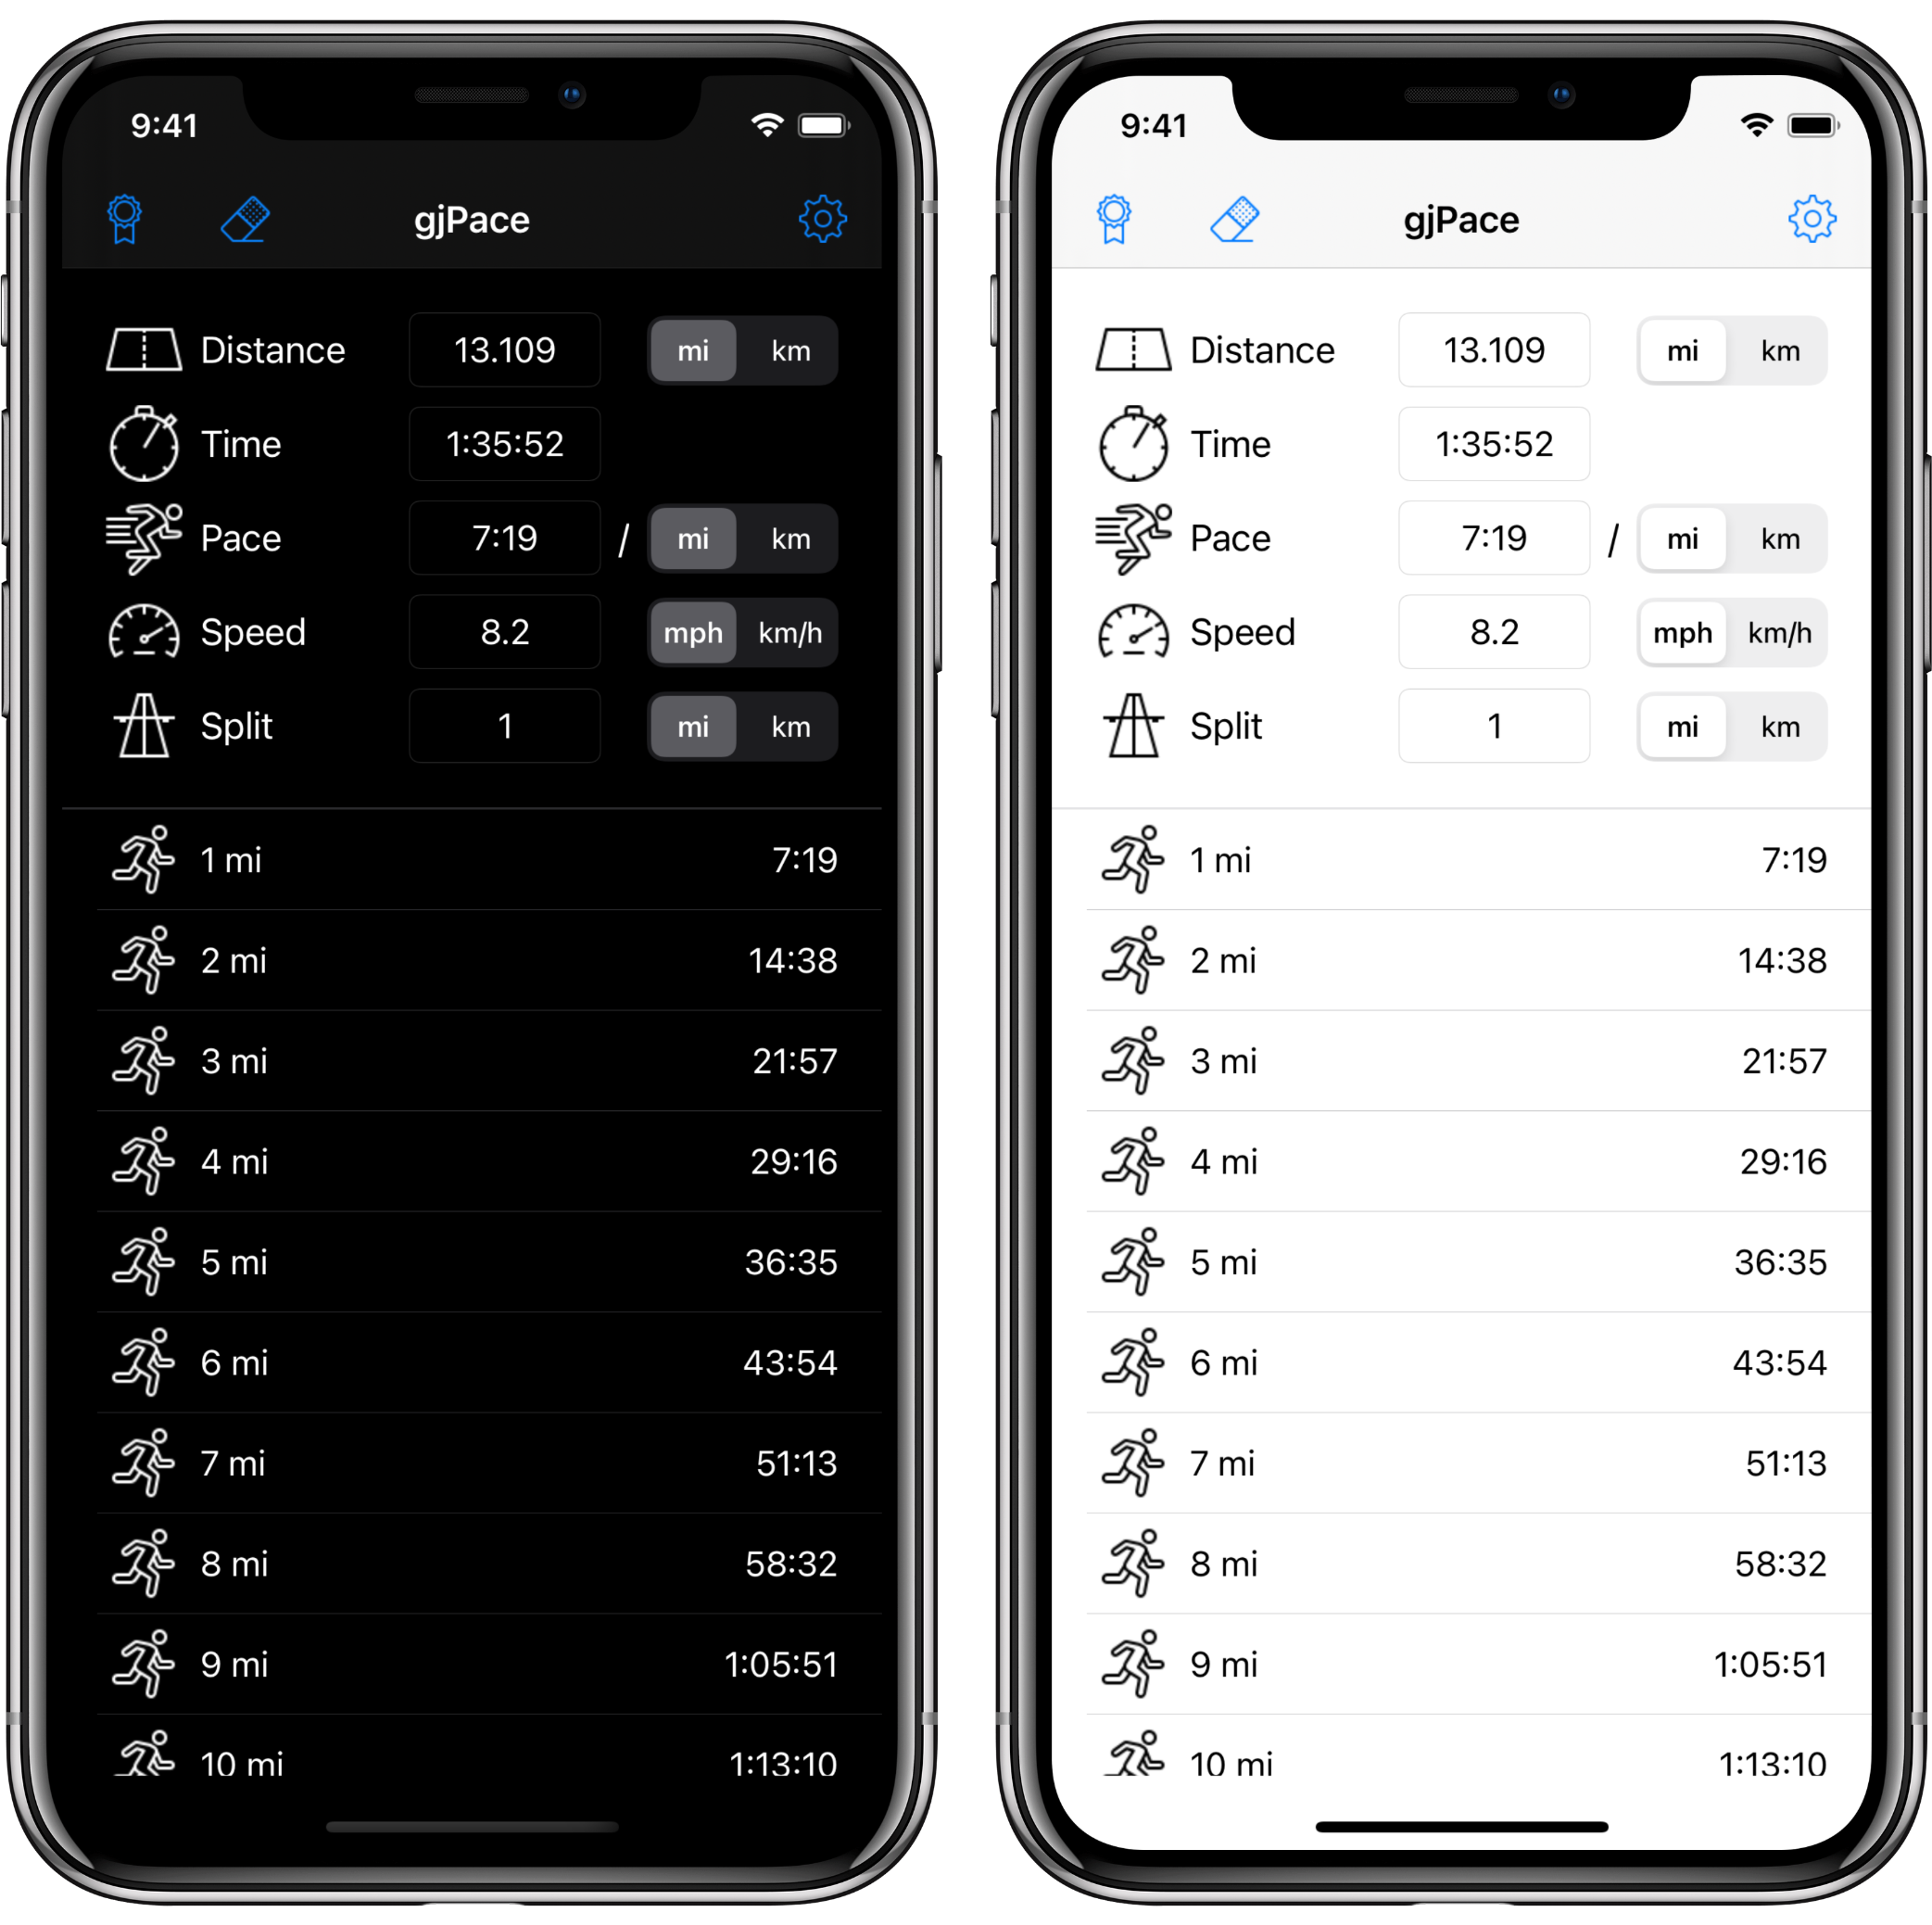 9:41
gjPace
Distance 13.109 mi km
Time 1:35:52
Pace 7:19 / mi km
Speed 8.2 mph km/h
Split 1 mi km
1 mi 7:19
2 mi 14:38
3 mi 21:57
4 mi 29:16
5 mi 36:35
6 mi 43:54
7 mi 51:13
8 mi 58:32
9 mi 1:05:51
10 mi 1:13:10
9:41
gjPace
Distance 13.109 mi km
Time 1:35:52
Pace 7:19 / mi km
Speed 8.2 mph km/h
Split 1 mi km
1 mi 7:19
2 mi 14:38
3 mi 21:57
4 mi 29:16
5 mi 36:35
6 mi 43:54
7 mi 51:13
8 mi 58:32
9 mi 1:05:51
10 mi 1:13:10